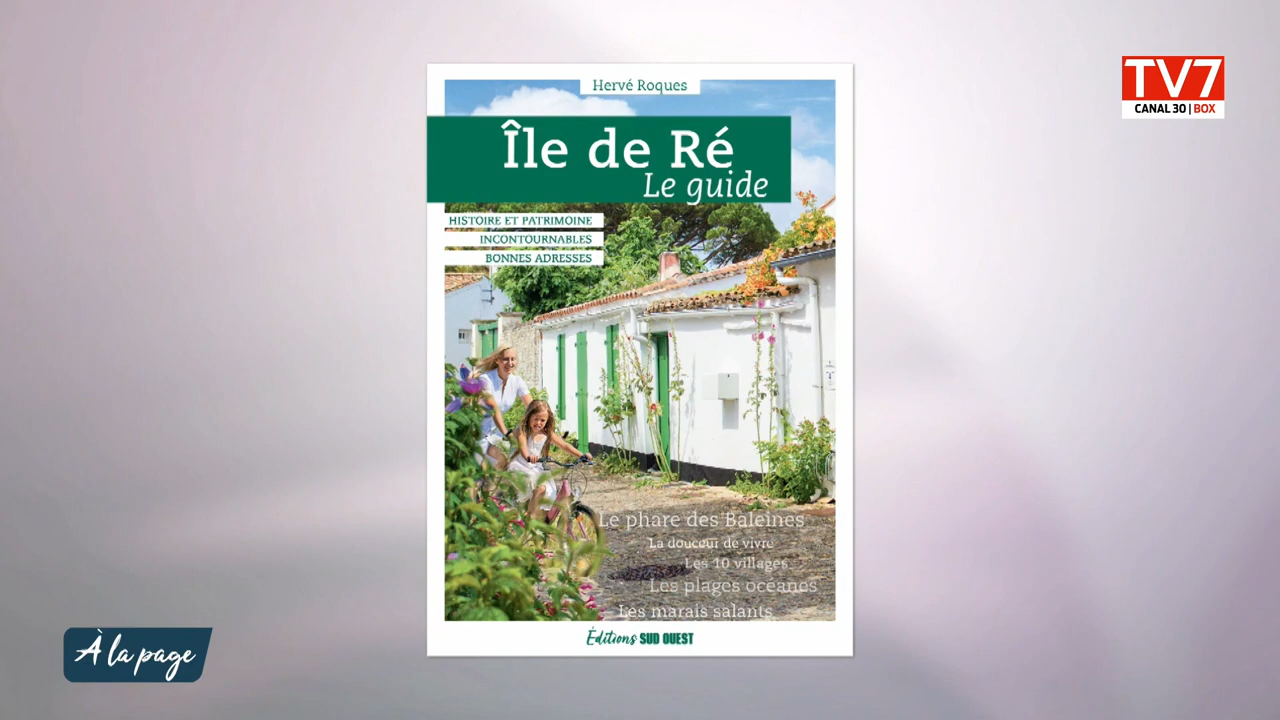 TV7
CANAL 30 | BOX
Hervé Roques
Île de Ré
Le guide
HISTOIRE ET PATRIMOINE
INCONTOURNABLES
BONNES ADRESSES
Le phare des Baleines
La douceur de vivre
Les 10 villages
Les plages océanes
Les marais salants
Éditions SUD OUEST
À la page